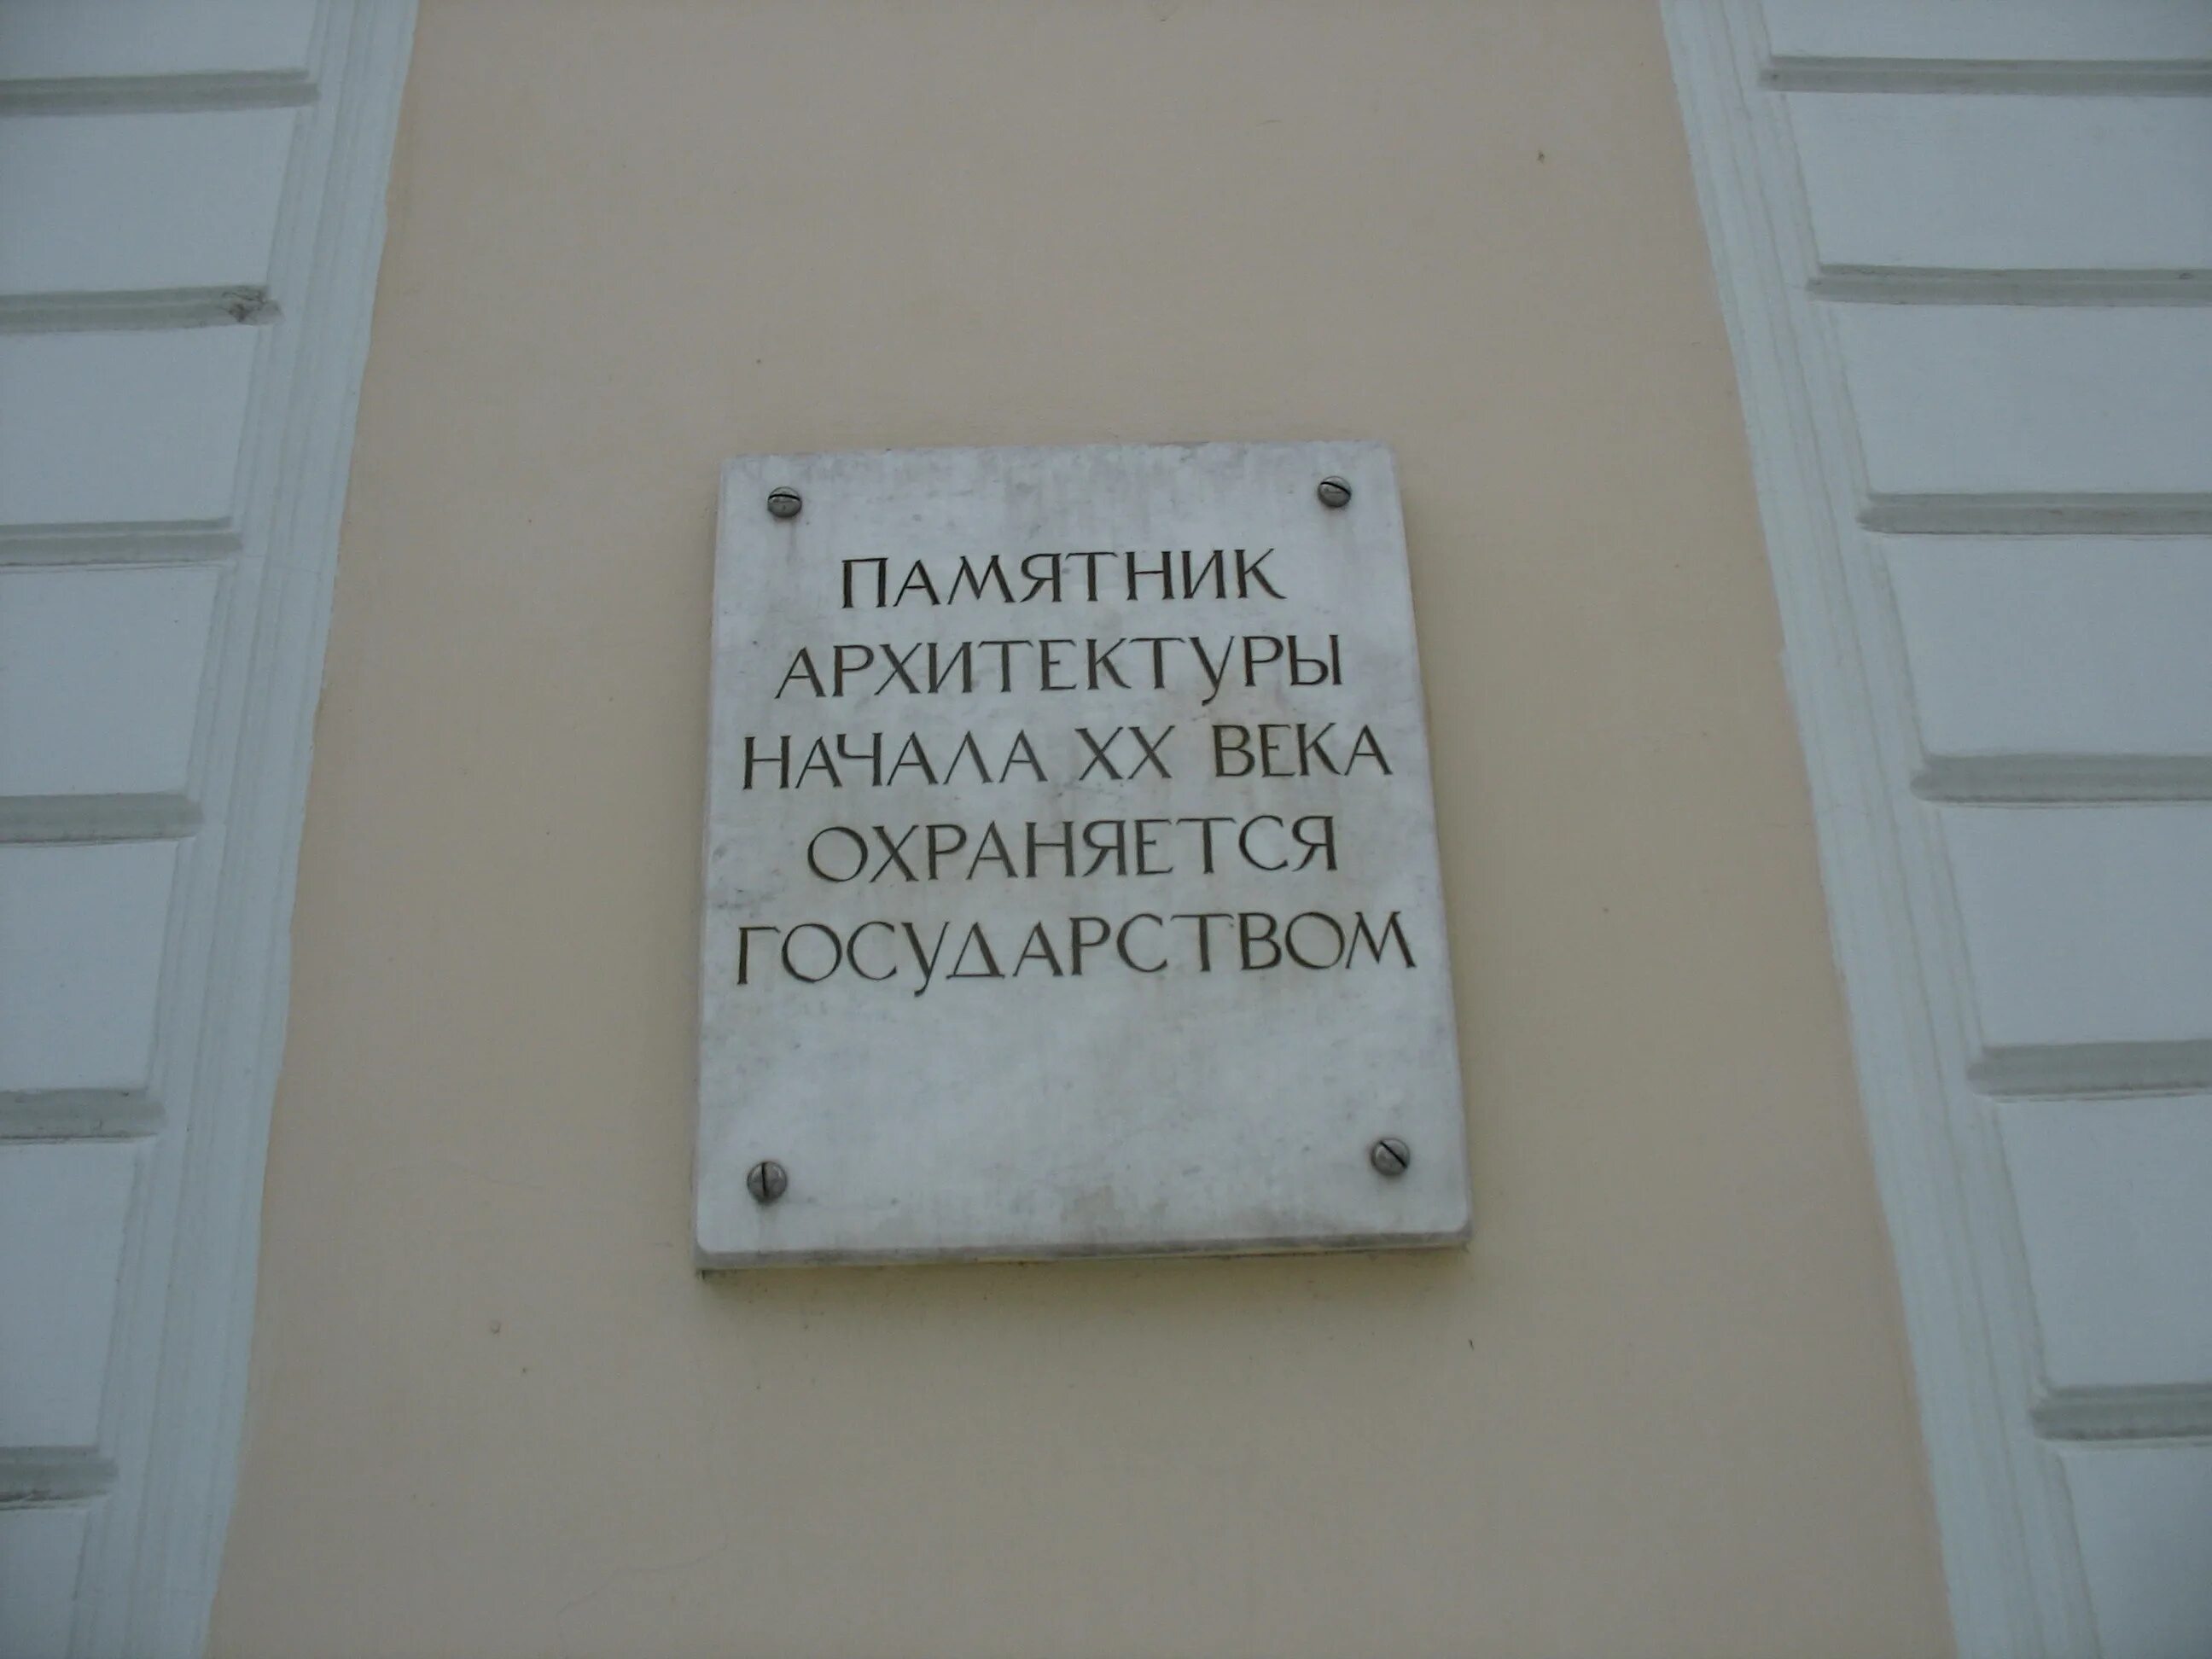 ПАМЯТНИК
АРХИТЕКТУРЫ
НАЧАЛА XX ВЕКА
ОХРАНЯЕТСЯ
ГОСУДАРСТВОМ